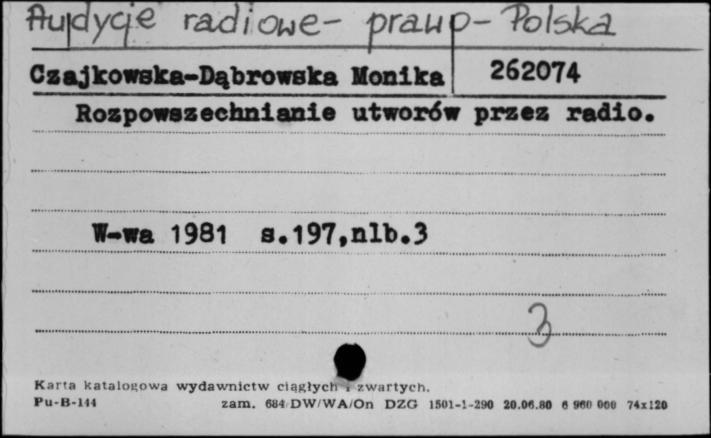 Audycje radiowe - prawo - Polska
Czajkowska-Dąbrowska Monika 262074
Rozpowszechnianie utworów przez radio.
W-wa 1981 s.197,nlb.3
3
Karta katalogowa wydawnictw ciągłych i zwartych.
Pu-B-144 zam. 684/DW/WA/On DZG 1501-1-290 20.06.80 6 960 000 74x120